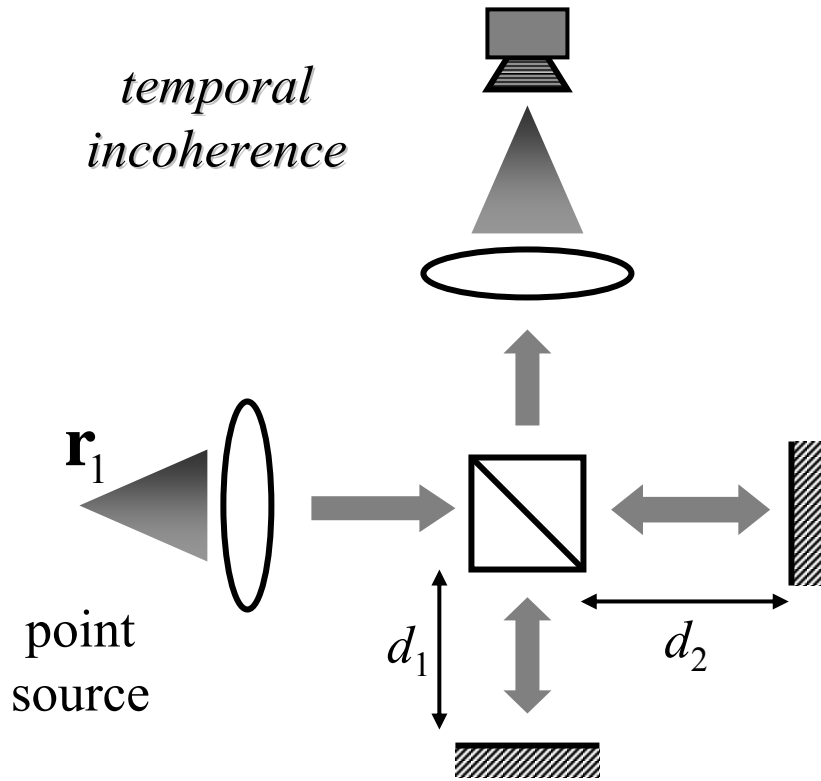 temporal
incoherence
r₁
point
source
d₁
d₂